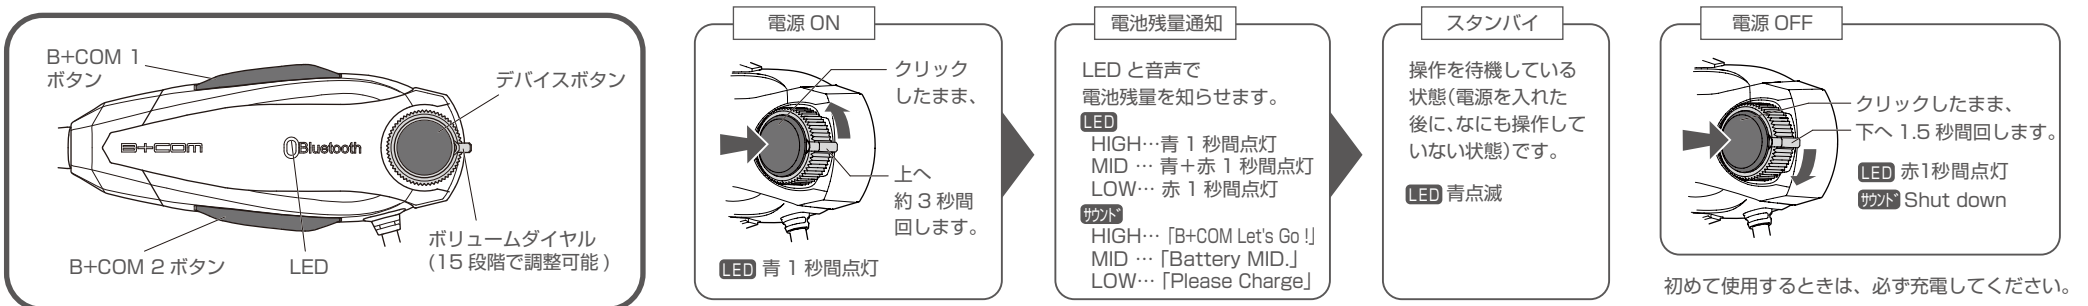 B+COM 1
ボタン
デバイスボタン
B+COM
Bluetooth
B+COM 2 ボタン
LED
ボリュームダイヤル
(15 段階で調整可能 )
電源 ON
クリック
したまま、
上へ
約 3 秒間
回します。
LED 青 1 秒間点灯
電池残量通知
LED と音声で
電池残量を知らせます。
LED
HIGH…青 1 秒間点灯
MID … 青+赤 1 秒間点灯
LOW… 赤 1 秒間点灯
サウンド
HIGH…「B+COM Let's Go !」
MID …「Battery MID.」
LOW…「Please Charge」
スタンバイ
操作を待機している
状態(電源を入れた
後に、なにも操作して
いない状態)です。
LED 青点滅
電源 OFF
クリックしたまま、
下へ 1.5 秒間回します。
LED 赤1秒間点灯
サウンド Shut down
初めて使用するときは、必ず充電してください。